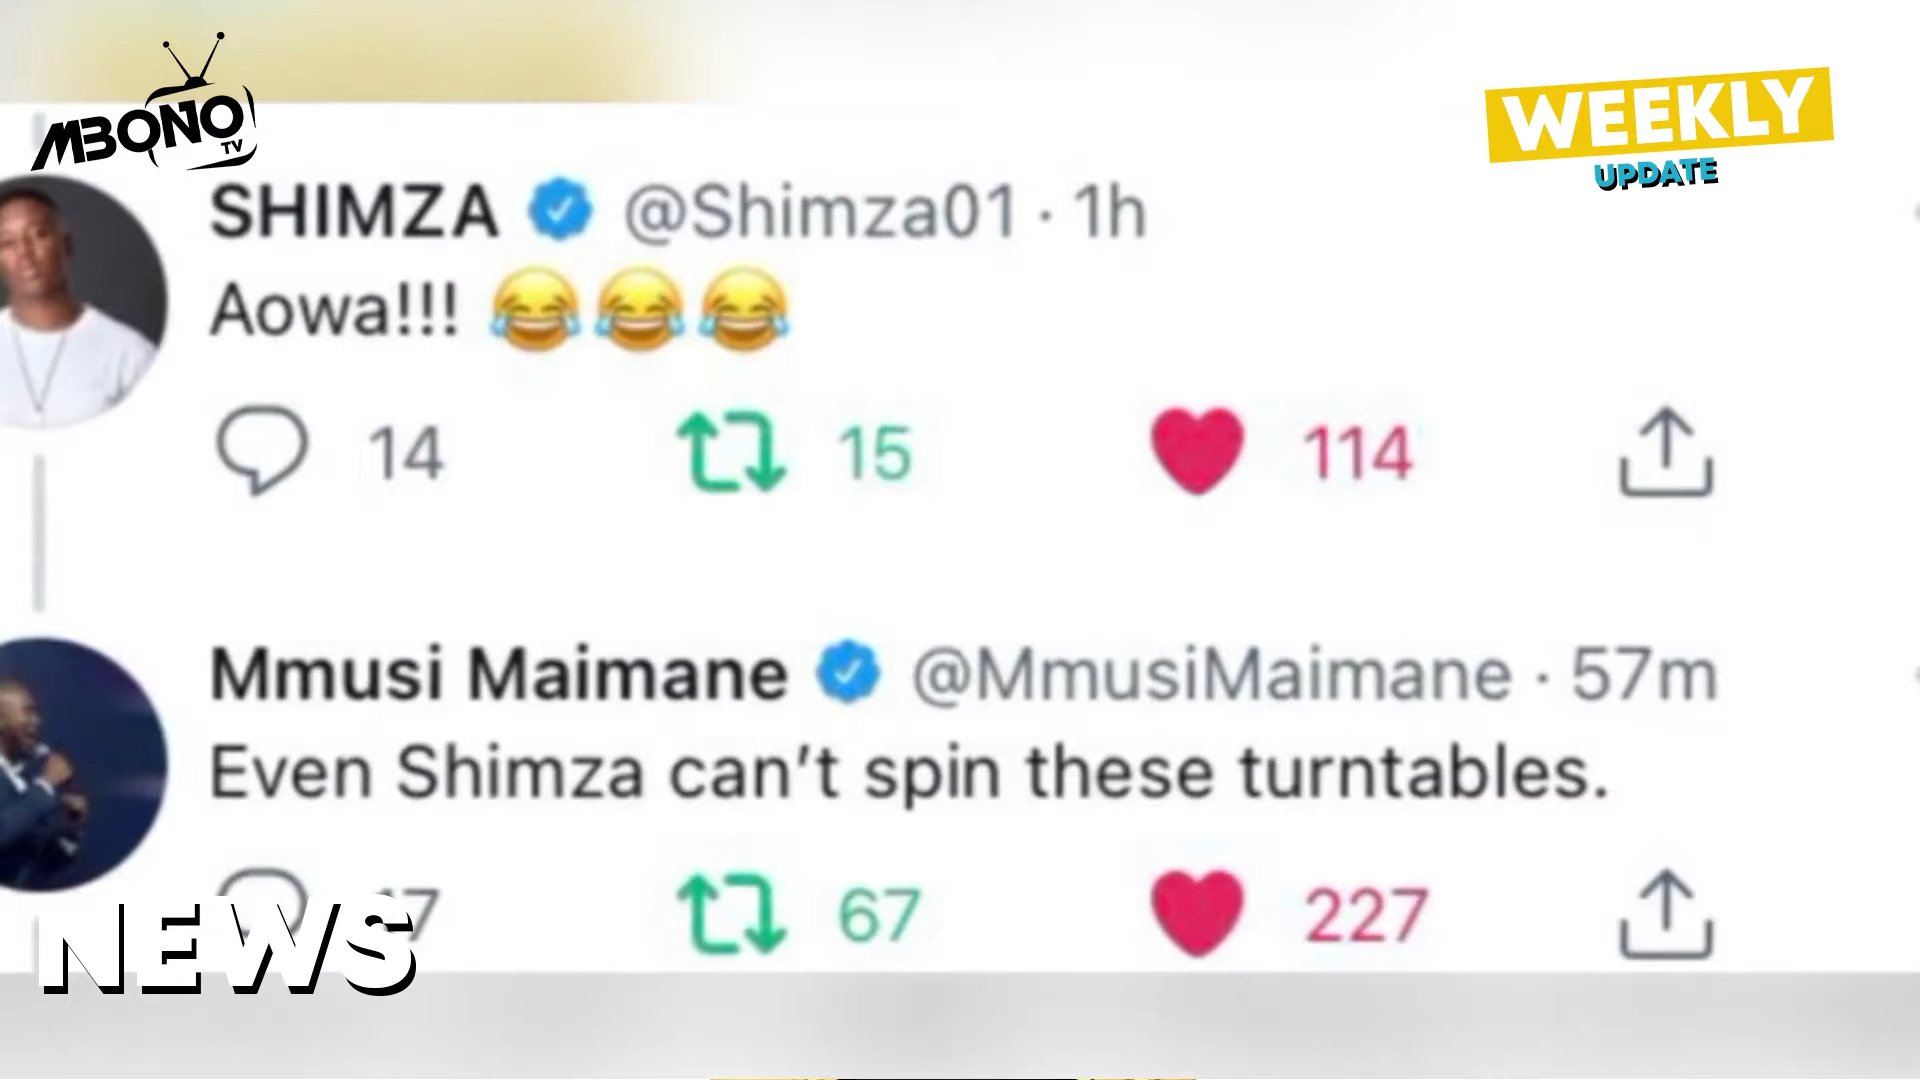 MBONO
TV
WEEKLY
UPDATE
SHIMZA @Shimza01 · 1h
Aowa!!! 😂😂😂
14 15 114
Mmusi Maimane @MmusiMaimane · 57m
Even Shimza can’t spin these turntables.
67 227
NEWS